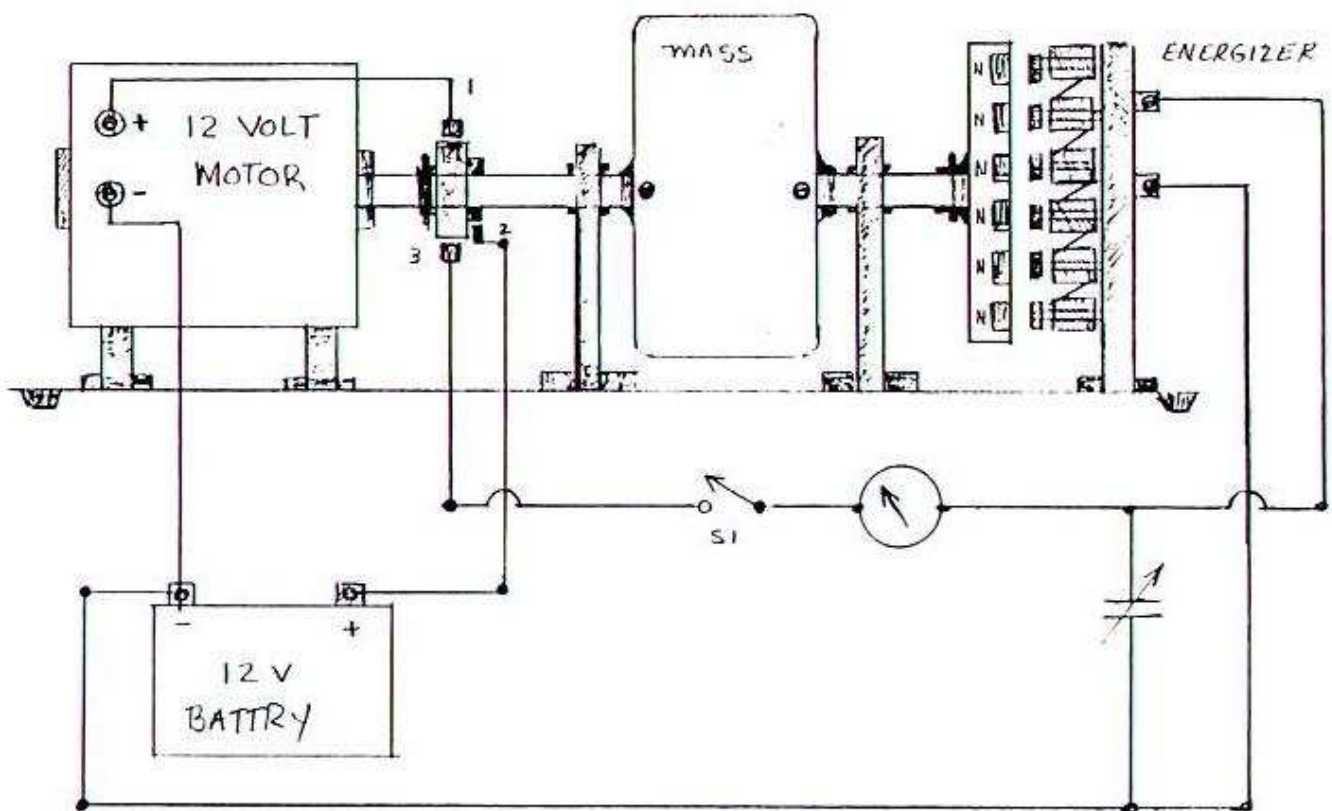 MASS
ENERGIZER
1
+ 12 VOLT
- MOTOR
2
3
N
N
N
N
N
N
S1
- +
12 V
BATTRY